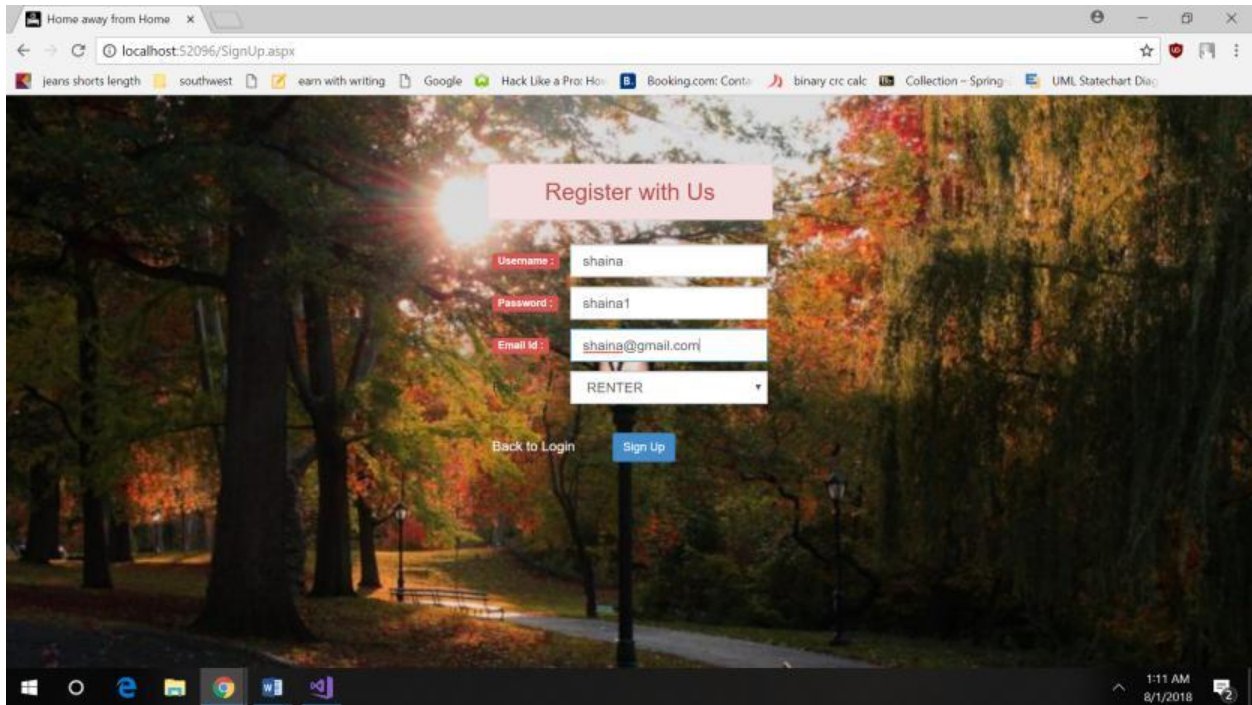 Home away from Home
localhost:52096/SignUp.aspx
jeans shorts length southwest earn with writing Google Hack Like a Pro: Hov Booking.com: Conta binary crc calc Collection – Spring UML Statechart Diag
Register with Us
Username : shaina
Password : shaina1
Email Id : shaina@gmail.com
RENTER
Back to Login Sign Up
1:11 AM
8/1/2018
2